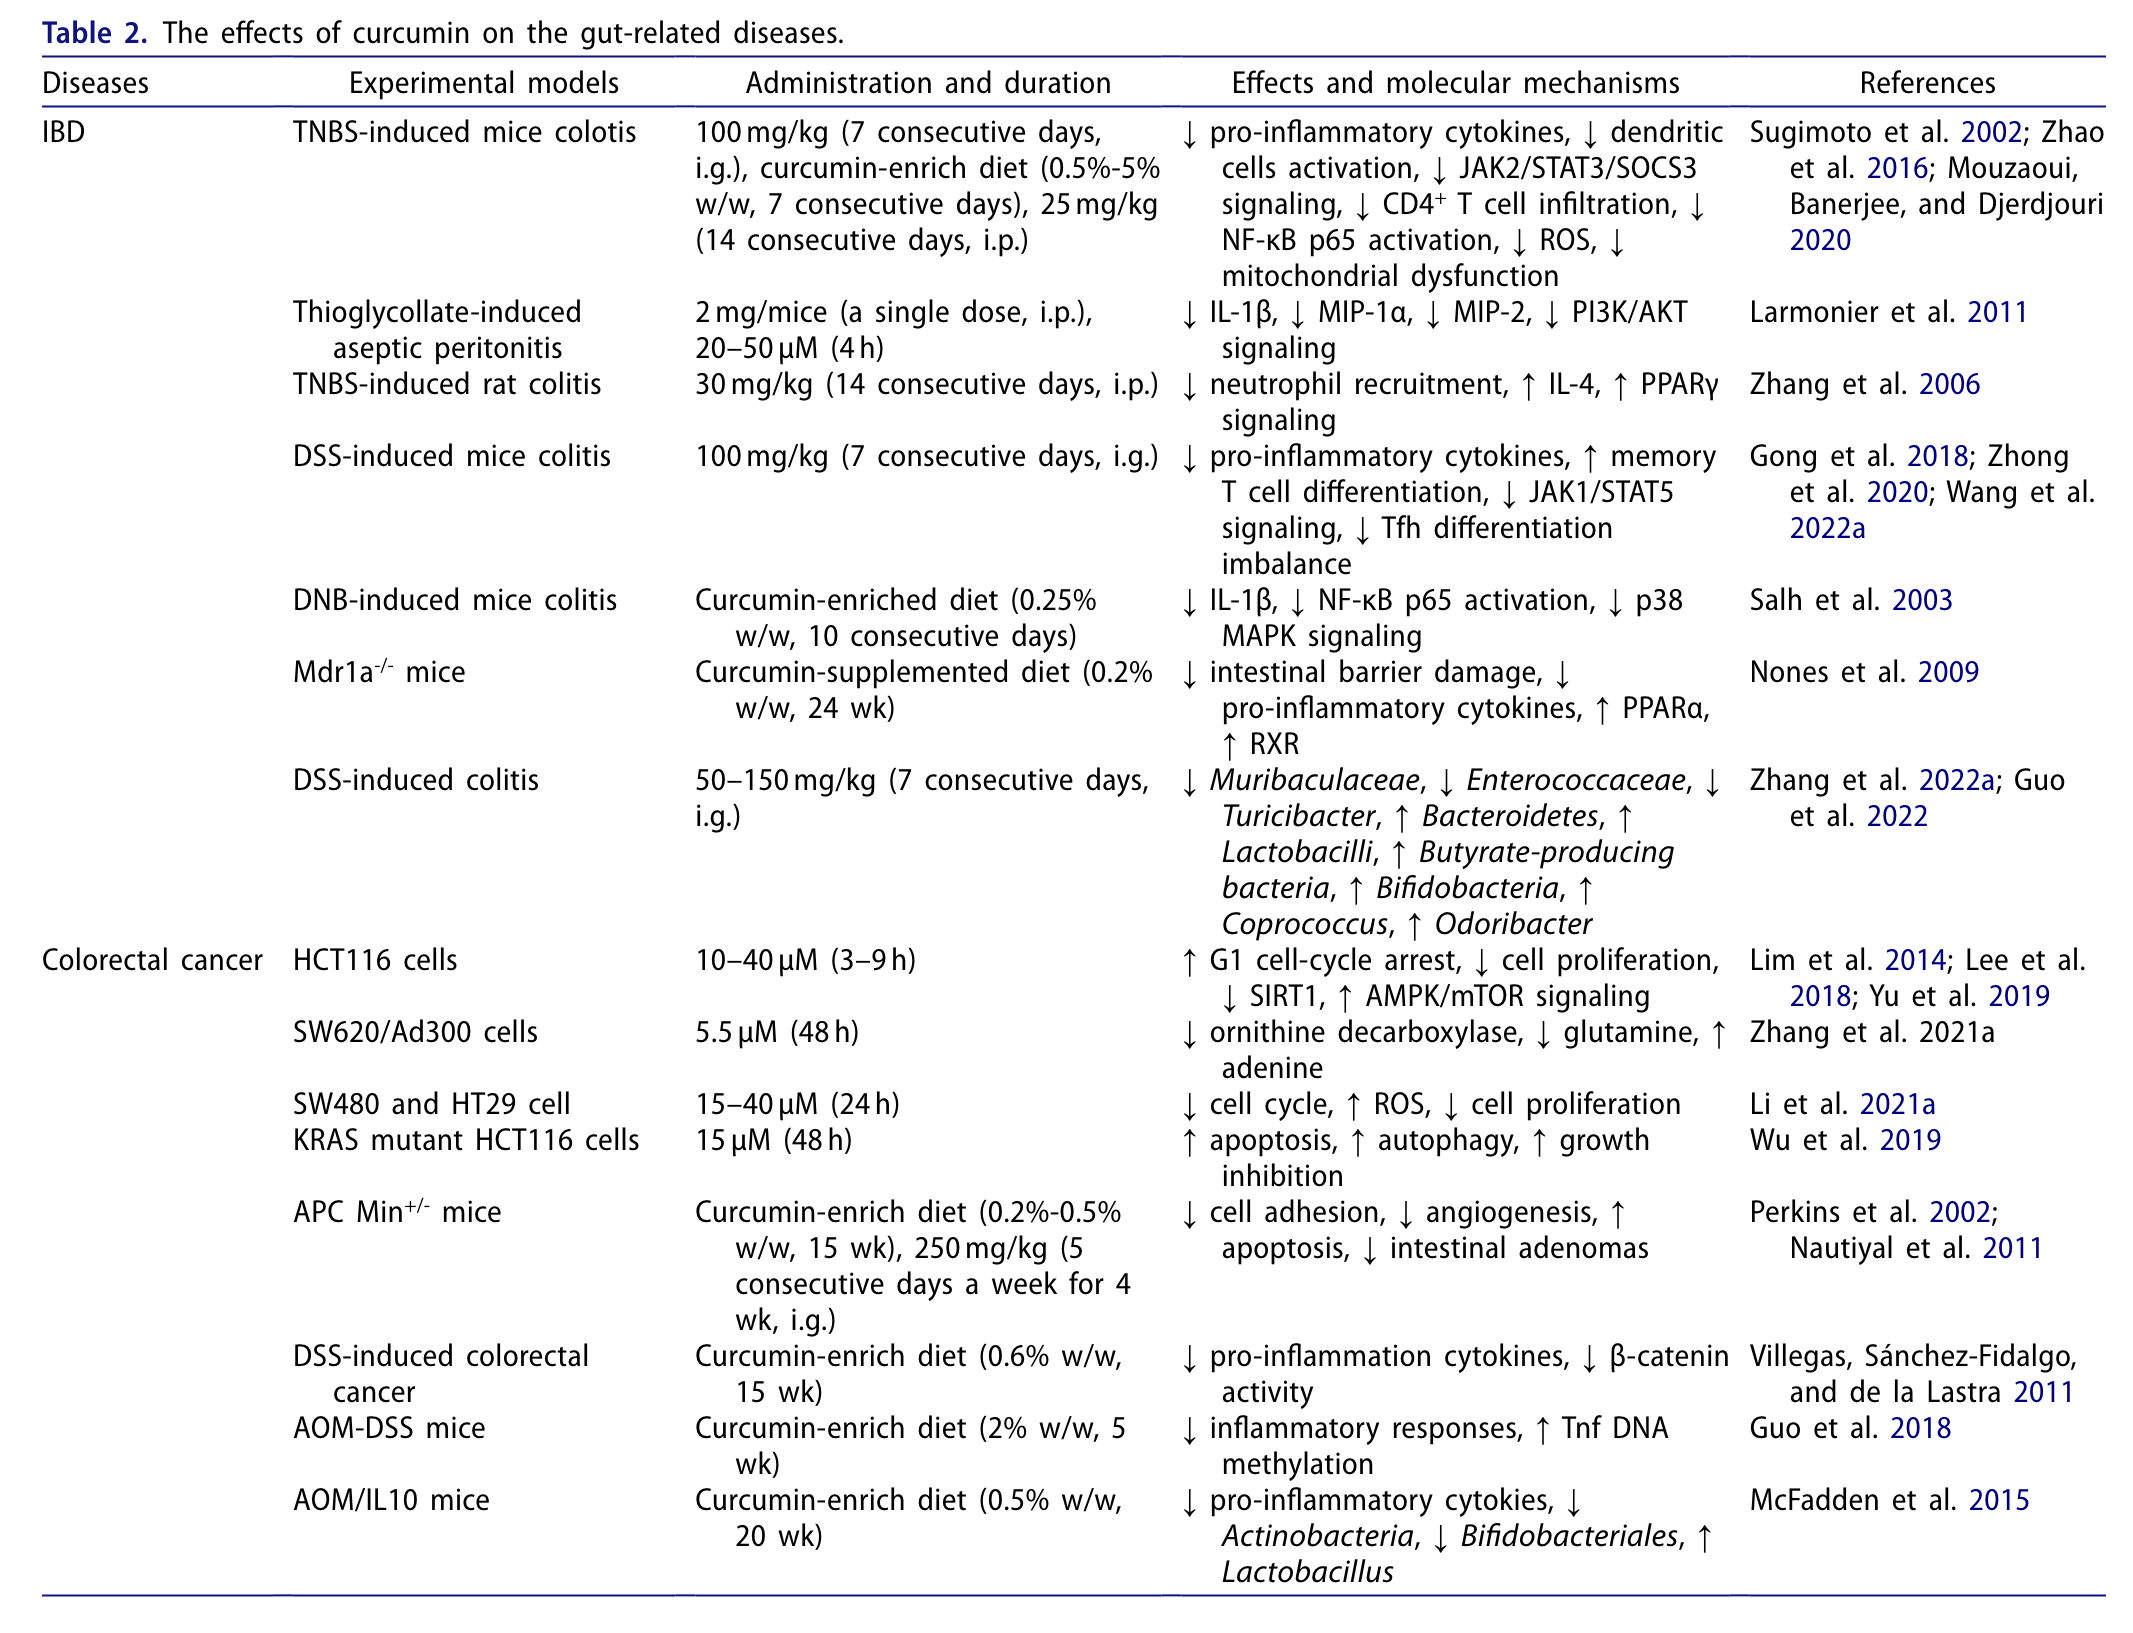 Table 2. The effects of curcumin on the gut-related diseases.
Diseases Experimental models Administration and duration Effects and molecular mechanisms References
IBD TNBS-induced mice colotis 100 mg/kg (7 consecutive days, ↓ pro-inflammatory cytokines, ↓ dendritic Sugimoto et al. 2002; Zhao
i.g.), curcumin-enrich diet (0.5%-5% cells activation, ↓ JAK2/STAT3/SOCS3 et al. 2016; Mouzaoui,
w/w, 7 consecutive days), 25 mg/kg signaling, ↓ CD4⁺ T cell infiltration, ↓ Banerjee, and Djerdjouri
(14 consecutive days, i.p.) NF-κB p65 activation, ↓ ROS, ↓ 2020
mitochondrial dysfunction
Thioglycollate-induced 2 mg/mice (a single dose, i.p.), ↓ IL-1β, ↓ MIP-1α, ↓ MIP-2, ↓ PI3K/AKT Larmonier et al. 2011
aseptic peritonitis 20–50 μM (4 h) signaling
TNBS-induced rat colitis 30 mg/kg (14 consecutive days, i.p.) ↓ neutrophil recruitment, ↑ IL-4, ↑ PPARγ Zhang et al. 2006
signaling
DSS-induced mice colitis 100 mg/kg (7 consecutive days, i.g.) ↓ pro-inflammatory cytokines, ↑ memory Gong et al. 2018; Zhong
T cell differentiation, ↓ JAK1/STAT5 et al. 2020; Wang et al.
signaling, ↓ Tfh differentiation 2022a
imbalance
DNB-induced mice colitis Curcumin-enriched diet (0.25% ↓ IL-1β, ↓ NF-κB p65 activation, ↓ p38 Salh et al. 2003
w/w, 10 consecutive days) MAPK signaling
Mdr1a⁻/⁻ mice Curcumin-supplemented diet (0.2% ↓ intestinal barrier damage, ↓ Nones et al. 2009
w/w, 24 wk) pro-inflammatory cytokines, ↑ PPARα,
↑ RXR
DSS-induced colitis 50–150 mg/kg (7 consecutive days, ↓ Muribaculaceae, ↓ Enterococcaceae, ↓ Zhang et al. 2022a; Guo
i.g.) Turicibacter, ↑ Bacteroidetes, ↑ et al. 2022
Lactobacilli, ↑ Butyrate-producing
bacteria, ↑ Bifidobacteria, ↑
Coprococcus, ↑ Odoribacter
Colorectal cancer HCT116 cells 10–40 μM (3–9 h) ↑ G1 cell-cycle arrest, ↓ cell proliferation, Lim et al. 2014; Lee et al.
↓ SIRT1, ↑ AMPK/mTOR signaling 2018; Yu et al. 2019
SW620/Ad300 cells 5.5 μM (48 h) ↓ ornithine decarboxylase, ↓ glutamine, ↑ Zhang et al. 2021a
adenine
SW480 and HT29 cell 15–40 μM (24 h) ↓ cell cycle, ↑ ROS, ↓ cell proliferation Li et al. 2021a
KRAS mutant HCT116 cells 15 μM (48 h) ↑ apoptosis, ↑ autophagy, ↑ growth Wu et al. 2019
inhibition
APC Min⁺/⁻ mice Curcumin-enrich diet (0.2%-0.5% ↓ cell adhesion, ↓ angiogenesis, ↑ Perkins et al. 2002;
w/w, 15 wk), 250 mg/kg (5 apoptosis, ↓ intestinal adenomas Nautiyal et al. 2011
consecutive days a week for 4
wk, i.g.)
DSS-induced colorectal Curcumin-enrich diet (0.6% w/w, ↓ pro-inflammation cytokines, ↓ β-catenin Villegas, Sánchez-Fidalgo,
cancer 15 wk) activity and de la Lastra 2011
AOM-DSS mice Curcumin-enrich diet (2% w/w, 5 ↓ inflammatory responses, ↑ Tnf DNA Guo et al. 2018
wk) methylation
AOM/IL10 mice Curcumin-enrich diet (0.5% w/w, ↓ pro-inflammatory cytokies, ↓ McFadden et al. 2015
20 wk) Actinobacteria, ↓ Bifidobacteriales, ↑
Lactobacillus